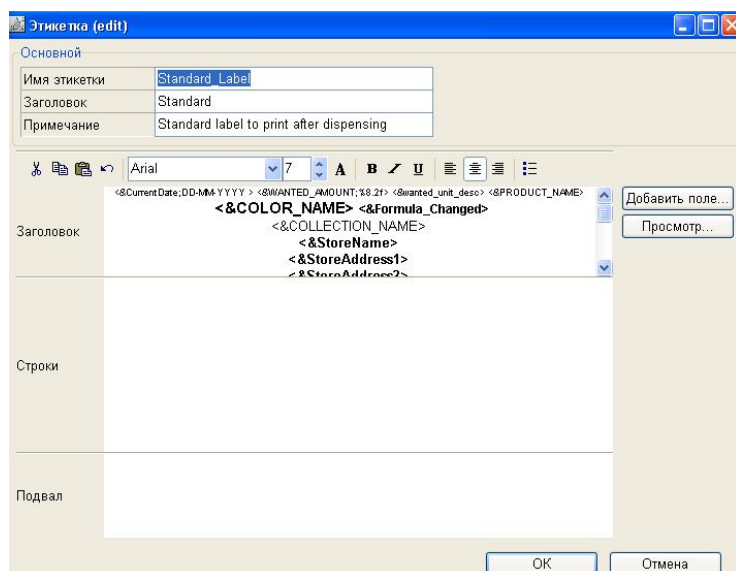 Этикетка (edit)
Основной
Имя этикетки Standard_Label
Заголовок Standard
Примечание Standard label to print after dispensing
Arial 7 A B I U
<&CurrentDate;DD-MM-YYYY > <&WANTED_AMOUNT;%8.2f> <&wanted_unit_desc> <&PRODUCT_NAME>
<&COLOR_NAME> <&Formula_Changed>
<&COLLECTION_NAME>
<&StoreName>
<&StoreAddress1>
<&StoreAddress2>
Заголовок
Добавить поле...
Просмотр...
Строки
Подвал
OK Отмена